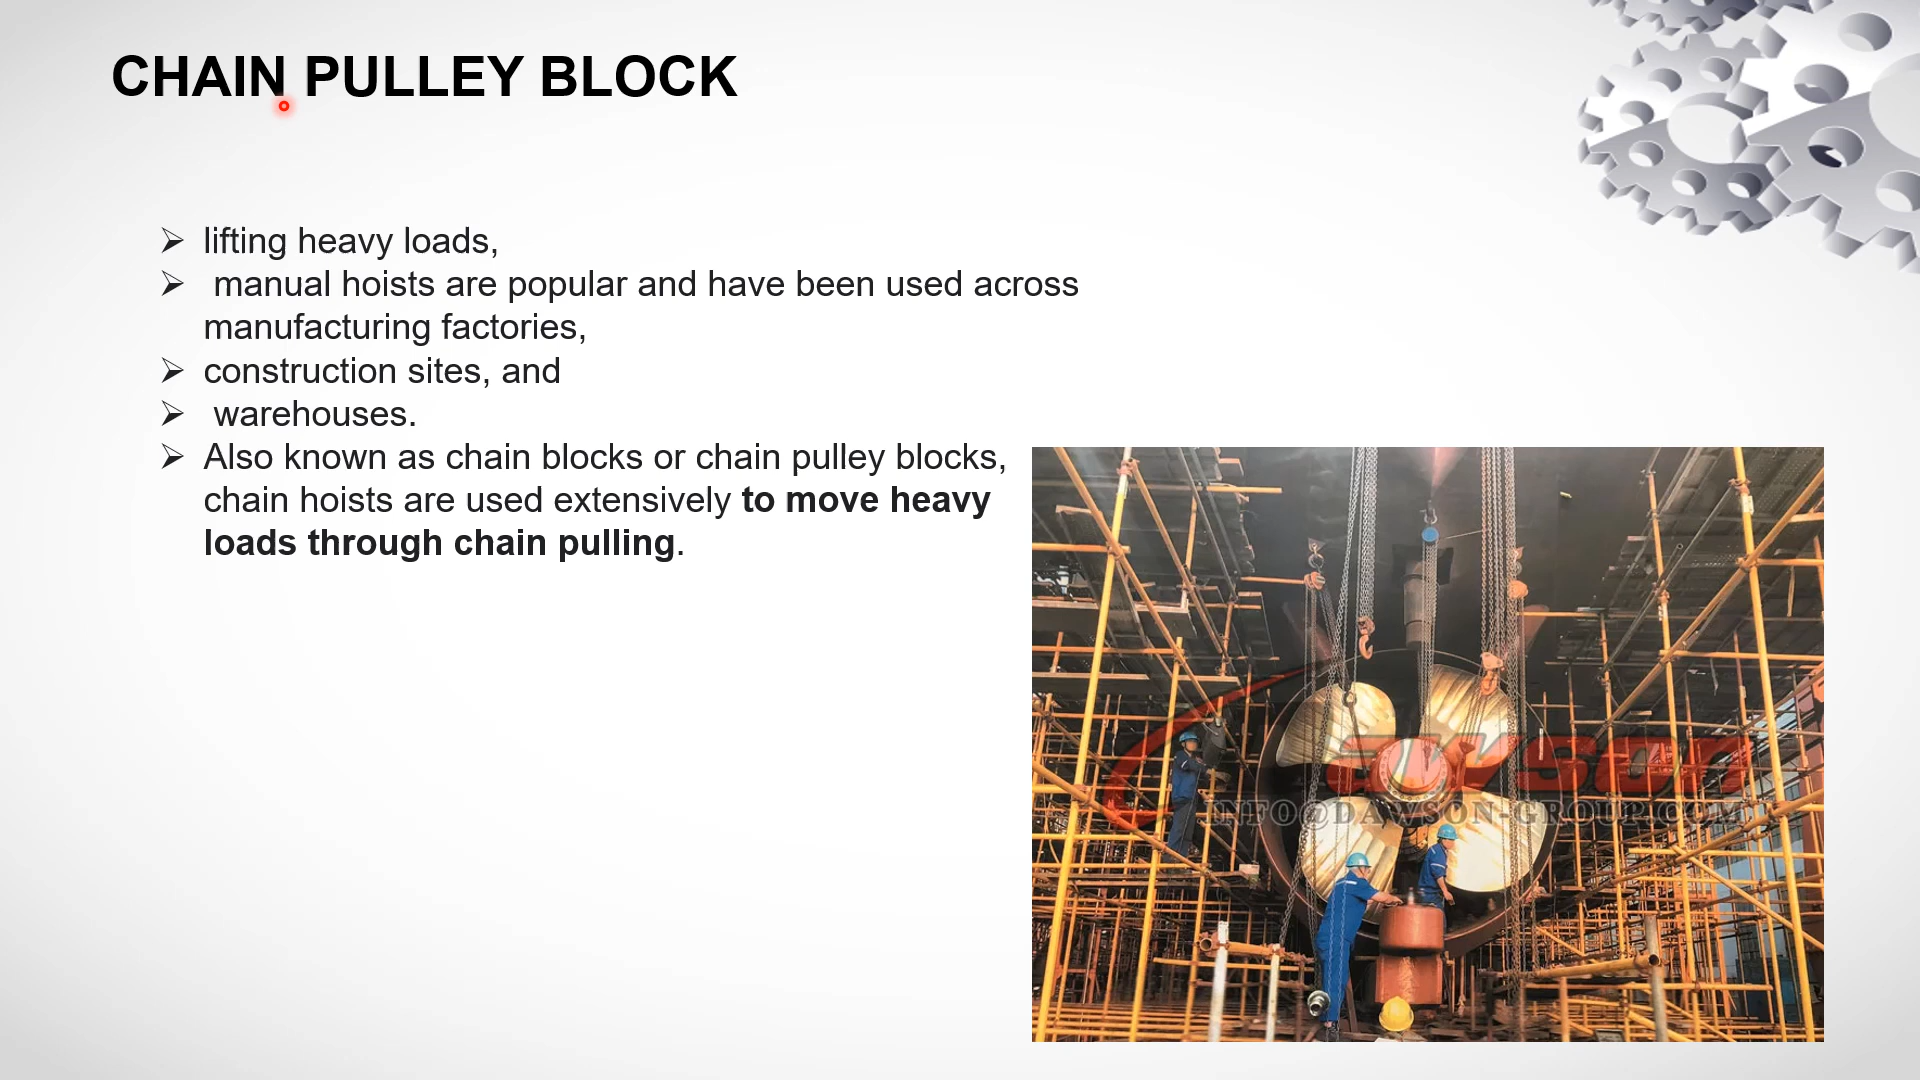 CHAIN PULLEY BLOCK
lifting heavy loads,
manual hoists are popular and have been used across
manufacturing factories,
construction sites, and
warehouses.
Also known as chain blocks or chain pulley blocks,
chain hoists are used extensively to move heavy
loads through chain pulling.
Dawson
INFO@DAWSON-GROUP.COM